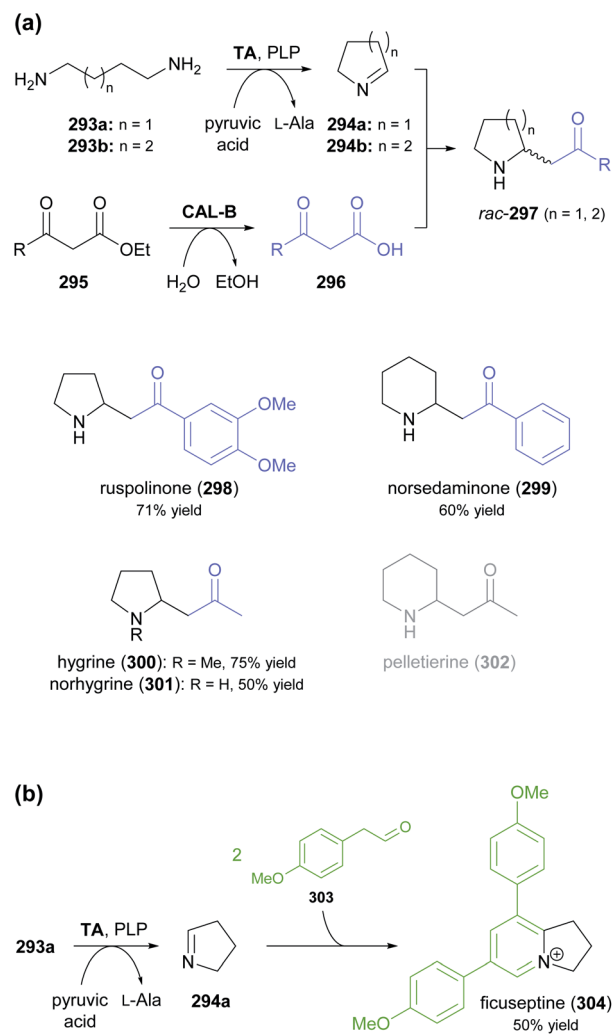 (a)
H2N
( )n
NH2
293a: n = 1
293b: n = 2
TA, PLP
pyruvic
acid
L-Ala
( )n
N
294a: n = 1
294b: n = 2
O
O
R
OEt
295
CAL-B
H2O
EtOH
O
O
R
OH
296
( )n
O
N
H
R
rac-297 (n = 1, 2)
N
H
O
OMe
OMe
ruspolinone (298)
71% yield
N
H
O
norsedaminone (299)
60% yield
N
R
O
hygrine (300): R = Me, 75% yield
norhygrine (301): R = H, 50% yield
N
H
O
pelletierine (302)
(b)
293a
TA, PLP
pyruvic
acid
L-Ala
N
294a
2
O
MeO
303
OMe
N
+
MeO
ficuseptine (304)
50% yield